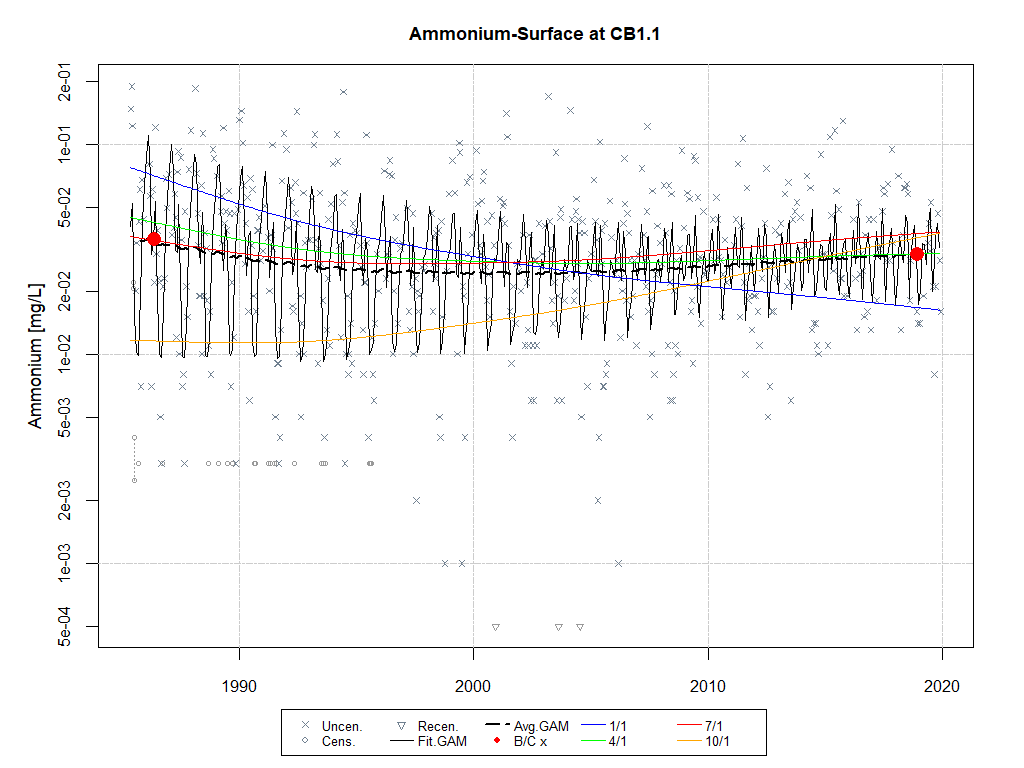 Ammonium-Surface at CB1.1
Ammonium [mg/L]
2e-01
1e-01
5e-02
2e-02
1e-02
5e-03
2e-03
1e-03
5e-04
1990 2000 2010 2020
Uncen. Recen. Avg.GAM 1/1 7/1
Cens. Fit.GAM B/C x 4/1 10/1